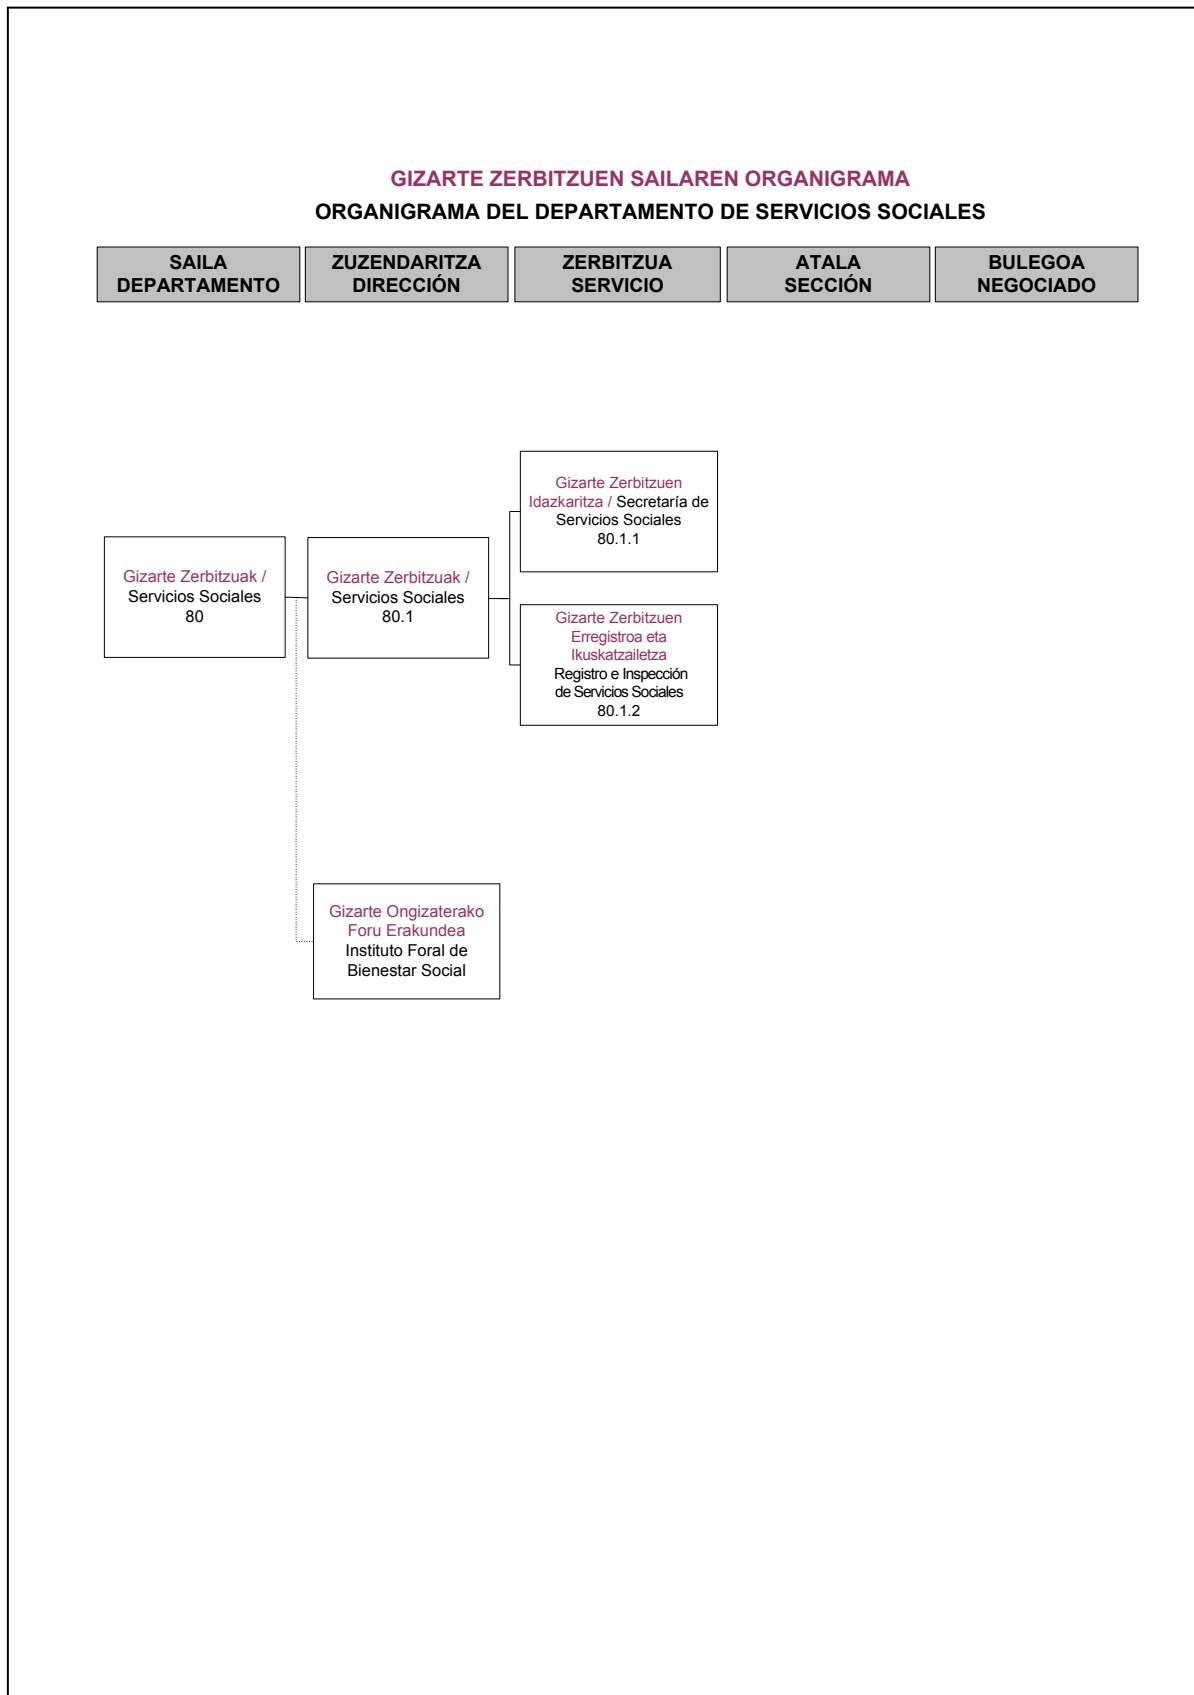 GIZARTE ZERBITZUEN SAILAREN ORGANIGRAMA
ORGANIGRAMA DEL DEPARTAMENTO DE SERVICIOS SOCIALES
SAILA
DEPARTAMENTO
ZUZENDARITZA
DIRECCIÓN
ZERBITZUA
SERVICIO
ATALA
SECCIÓN
BULEGOA
NEGOCIADO
Gizarte Zerbitzuak /
Servicios Sociales
80
Gizarte Zerbitzuak /
Servicios Sociales
80.1
Gizarte Zerbitzuen
Idazkaritza / Secretaría de
Servicios Sociales
80.1.1
Gizarte Zerbitzuen
Erregistroa eta
Ikuskatzailetza
Registro e Inspección
de Servicios Sociales
80.1.2
Gizarte Ongizaterako
Foru Erakundea
Instituto Foral de
Bienestar Social